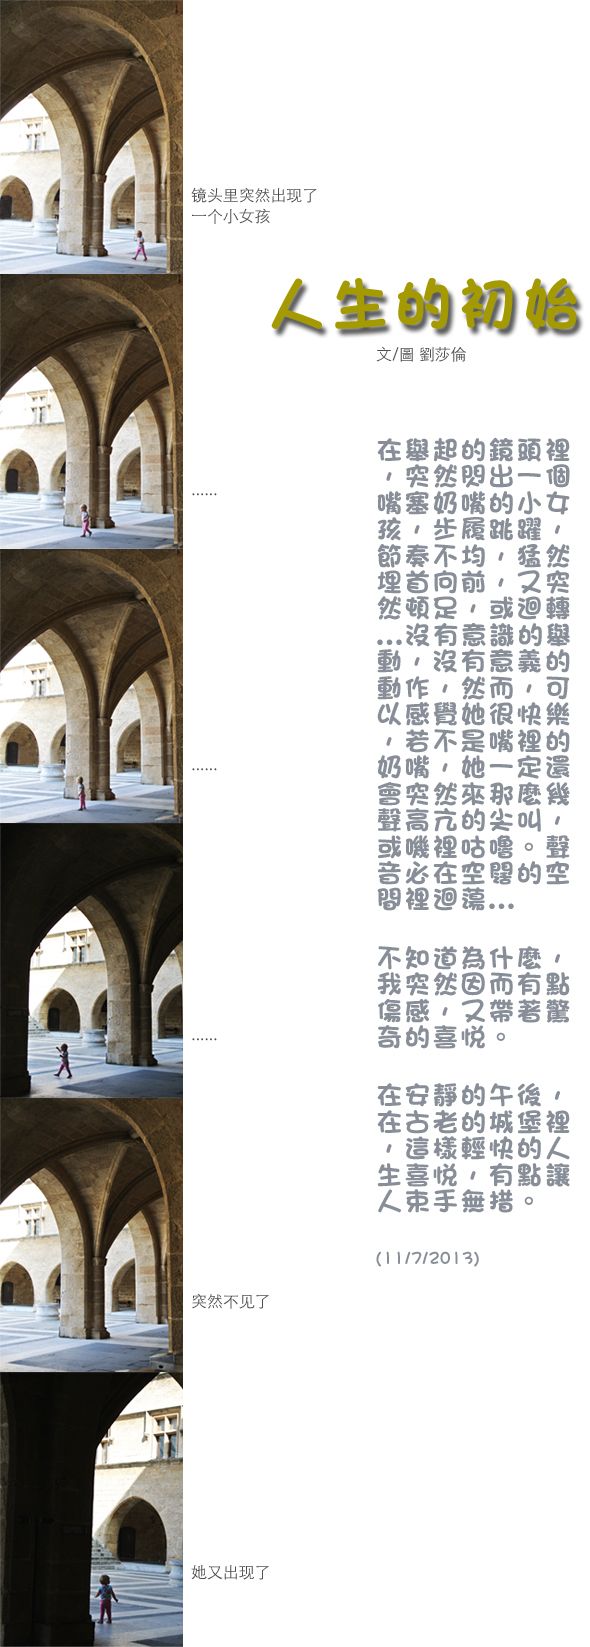 镜头里突然出现了
一个小女孩
人生的初始
文/圖 劉莎倫
在舉起的鏡頭裡
，突然閃出一個
嘴塞奶嘴的小女
孩，步履跳躍，
節奏不均，猛然
埋首向前，又突
然頓足，或迴轉
...沒有意識的舉
動，沒有意義的
動作，然而，可
以感覺她很快樂
，若不是嘴裡的
奶嘴，她一定還
會突然來那麼幾
聲高亢的尖叫，
或嘰裡咕嚕。聲
音必在空闊的空
間裡迴蕩...
不知道為什麼，
我突然因而有點
傷感，又帶著驚
奇的喜悅。
在安靜的午後，
在古老的城堡裡
，這樣輕快的人
生喜悅，有點讓
人束手無措。
(11/7/2013)
......
......
......
突然不见了
她又出现了